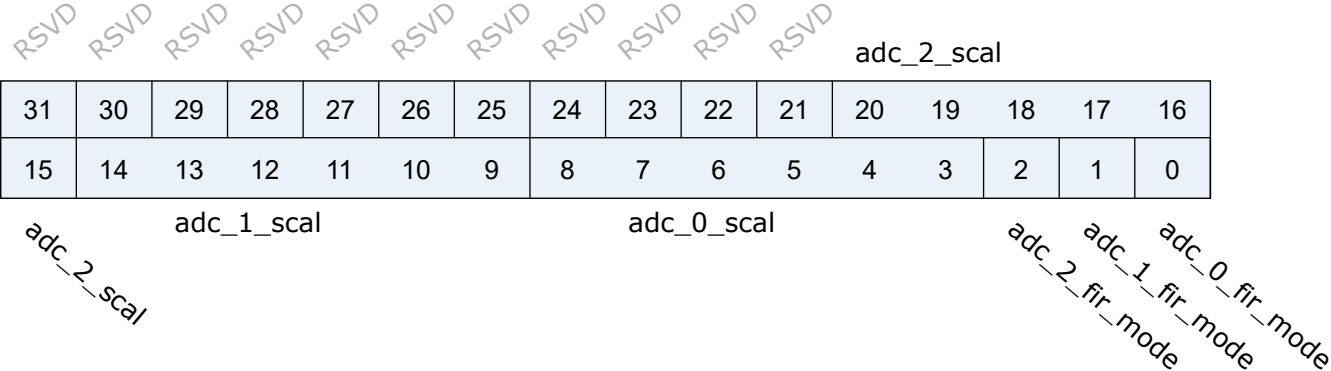 RSVD RSVD RSVD RSVD RSVD RSVD RSVD RSVD RSVD RSVD RSVD
adc_2_scal
31 30 29 28 27 26 25 24 23 22 21 20 19 18 17 16
15 14 13 12 11 10 9 8 7 6 5 4 3 2 1 0
adc_2_scal
adc_1_scal
adc_0_scal
adc_2_fir_mode
adc_1_fir_mode
adc_0_fir_mode